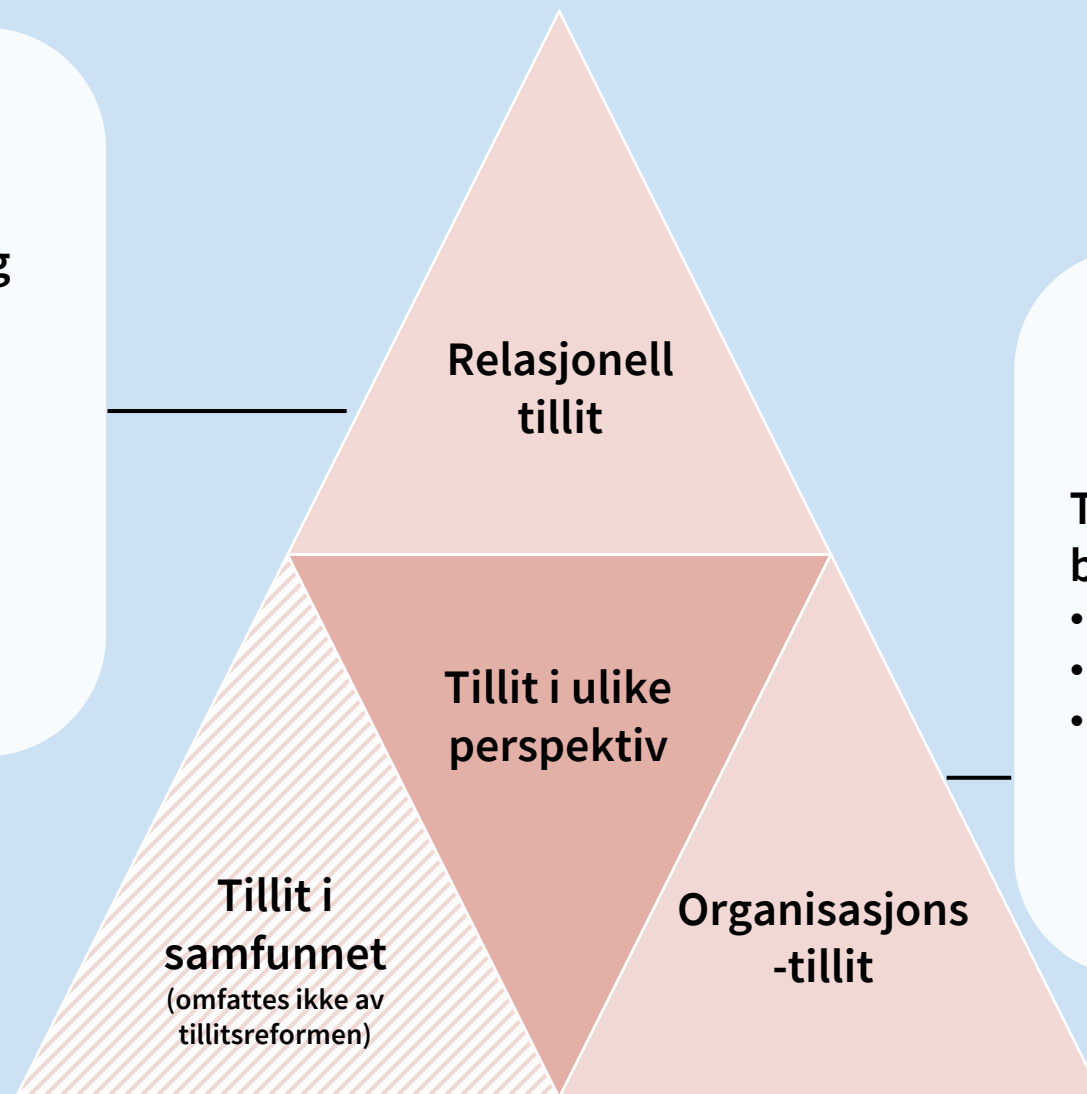 g
Relasjonell
tillit
Tillit i ulike
perspektiv
Tillit i
samfunnet
(omfattes ikke av
tillitsreformen)
Organisasjons
-tillit
T
b
•
•
•